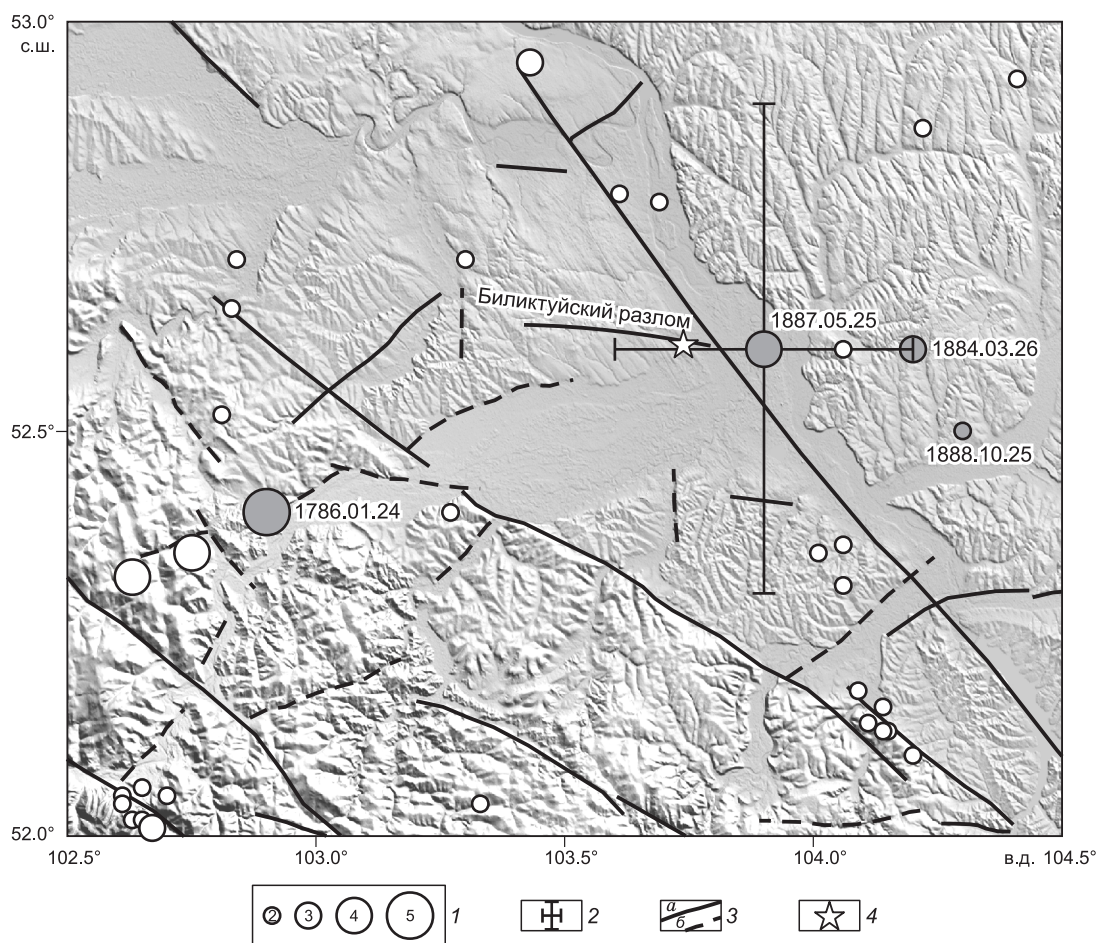 53.0°
с.ш.
Биликтуйский разлом
1887.05.25
1884.03.26
52.5°
1888.10.25
1786.01.24
52.0°
102.5° 103.0° 103.5° 104.0° в.д. 104.5°
2 3 4 5 1 2 а б 3 4